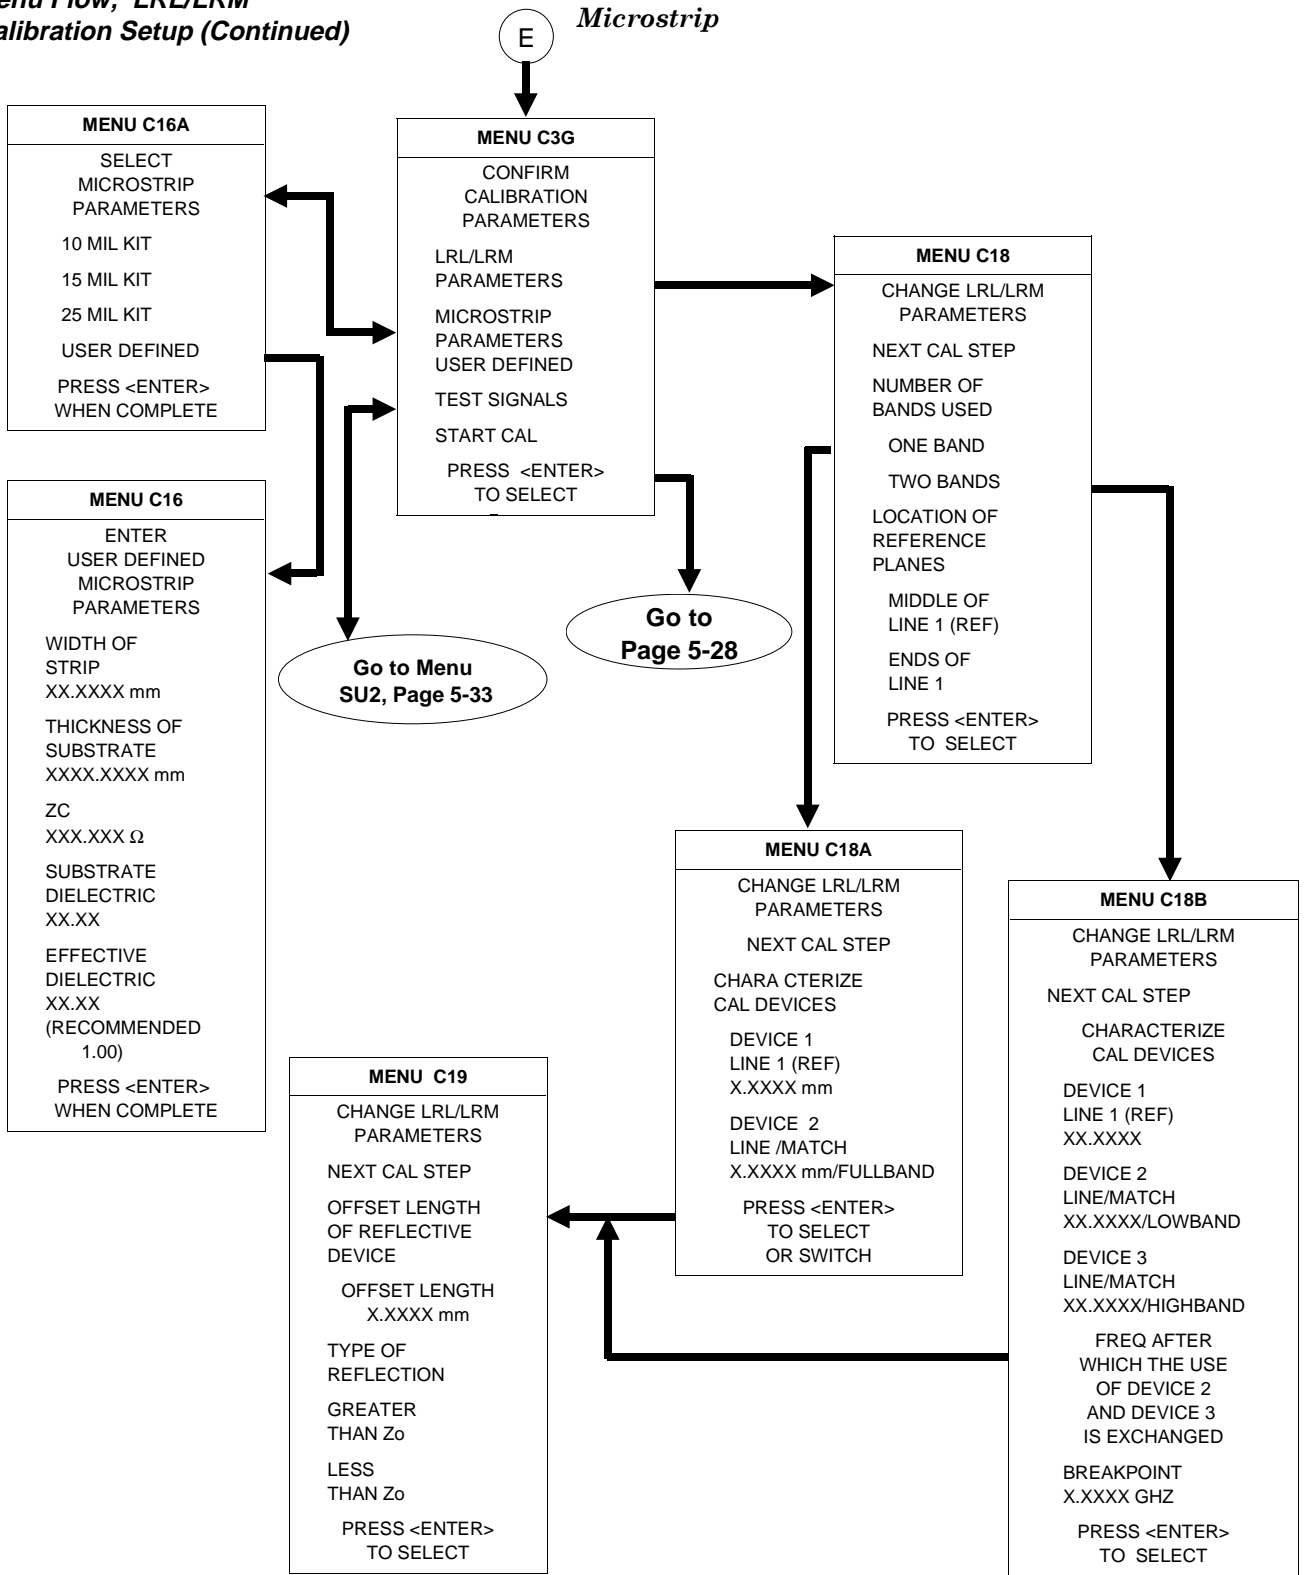 enu Flow, LRL/LRM
alibration Setup (Continued)
E
Microstrip
MENU C16A
SELECT
MICROSTRIP
PARAMETERS
10 MIL KIT
15 MIL KIT
25 MIL KIT
USER DEFINED
PRESS <ENTER>
WHEN COMPLETE
MENU C3G
CONFIRM
CALIBRATION
PARAMETERS
LRL/LRM
PARAMETERS
MICROSTRIP
PARAMETERS
USER DEFINED
TEST SIGNALS
START CAL
PRESS <ENTER>
TO SELECT
MENU C18
CHANGE LRL/LRM
PARAMETERS
NEXT CAL STEP
NUMBER OF
BANDS USED
ONE BAND
TWO BANDS
LOCATION OF
REFERENCE
PLANES
MIDDLE OF
LINE 1 (REF)
ENDS OF
LINE 1
PRESS <ENTER>
TO SELECT
MENU C16
ENTER
USER DEFINED
MICROSTRIP
PARAMETERS
WIDTH OF
STRIP
XX.XXXX mm
THICKNESS OF
SUBSTRATE
XXXX.XXXX mm
ZC
XXX.XXX Ω
SUBSTRATE
DIELECTRIC
XX.XX
EFFECTIVE
DIELECTRIC
XX.XX
(RECOMMENDED
1.00)
PRESS <ENTER>
WHEN COMPLETE
Go to Menu
SU2, Page 5-33
Go to
Page 5-28
MENU C18A
CHANGE LRL/LRM
PARAMETERS
NEXT CAL STEP
CHARA CTERIZE
CAL DEVICES
DEVICE 1
LINE 1 (REF)
X.XXXX mm
DEVICE 2
LINE /MATCH
X.XXXX mm/FULLBAND
PRESS <ENTER>
TO SELECT
OR SWITCH
MENU C18B
CHANGE LRL/LRM
PARAMETERS
NEXT CAL STEP
CHARACTERIZE
CAL DEVICES
DEVICE 1
LINE 1 (REF)
XX.XXXX
DEVICE 2
LINE/MATCH
XX.XXXX/LOWBAND
DEVICE 3
LINE/MATCH
XX.XXXX/HIGHBAND
FREQ AFTER
WHICH THE USE
OF DEVICE 2
AND DEVICE 3
IS EXCHANGED
BREAKPOINT
X.XXXX GHZ
PRESS <ENTER>
TO SELECT
MENU C19
CHANGE LRL/LRM
PARAMETERS
NEXT CAL STEP
OFFSET LENGTH
OF REFLECTIVE
DEVICE
OFFSET LENGTH
X.XXXX mm
TYPE OF
REFLECTION
GREATER
THAN Zo
LESS
THAN Zo
PRESS <ENTER>
TO SELECT